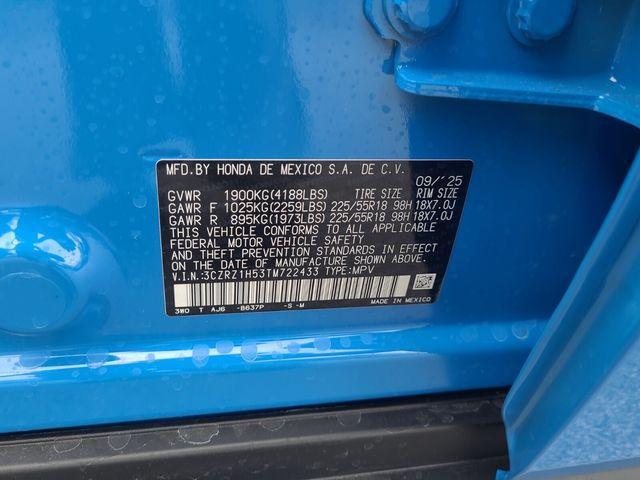 MFD.BY HONDA DE MEXICO S.A. DE C.V.
09/'25
GVWR 1900KG(4188LBS) TIRE SIZE RIM SIZE
GAWR F 1025KG(2259LBS) 225/55R18 98H 18X7.0J
GAWR R 895KG(1973LBS) 225/55R18 98H 18X7.0J
THIS VEHICLE CONFORMS TO ALL APPLICABLE
FEDERAL MOTOR VEHICLE SAFETY
AND THEFT PREVENTION STANDARDS IN EFFECT
ON THE DATE OF MANUFACTURE SHOWN ABOVE.
V.I.N.:3CZRZ1H53TM722433 TYPE:MPV
MADE IN MEXICO
3W0 T AJ6 -B637P -S -M